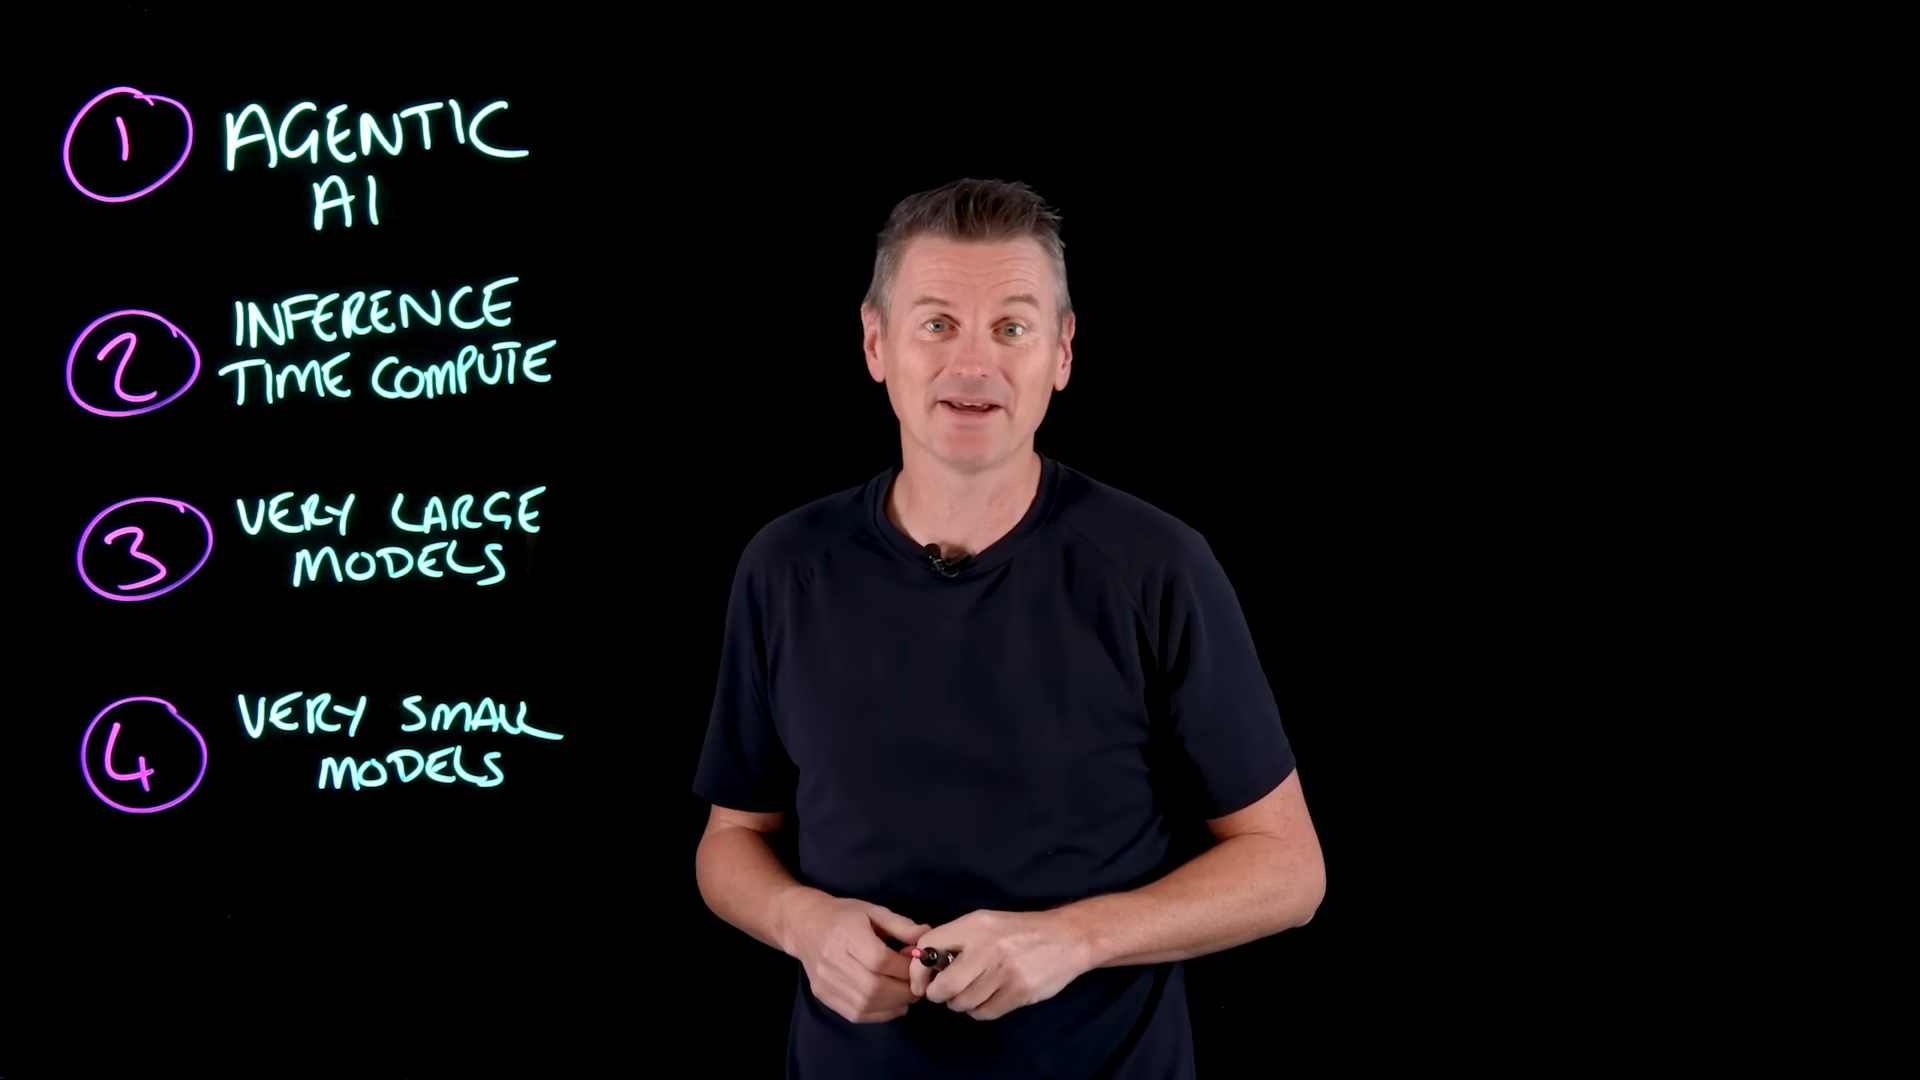 1 AGENTIC
AI
2 INFERENCE
TIME COMPUTE
3 VERY LARGE
MODELS
4 VERY SMALL
MODELS